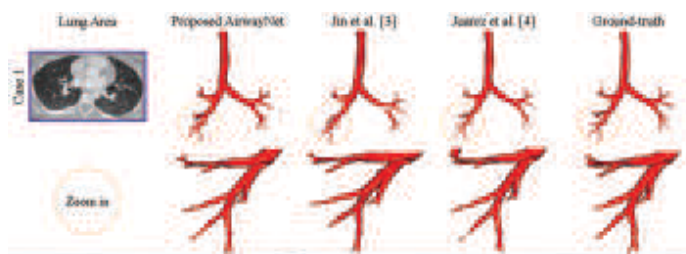 Lung Area
Proposed AirwayNet
Jin et al. [3]
Juarez et al. [4]
Ground-truth
Case 1
Zoom in